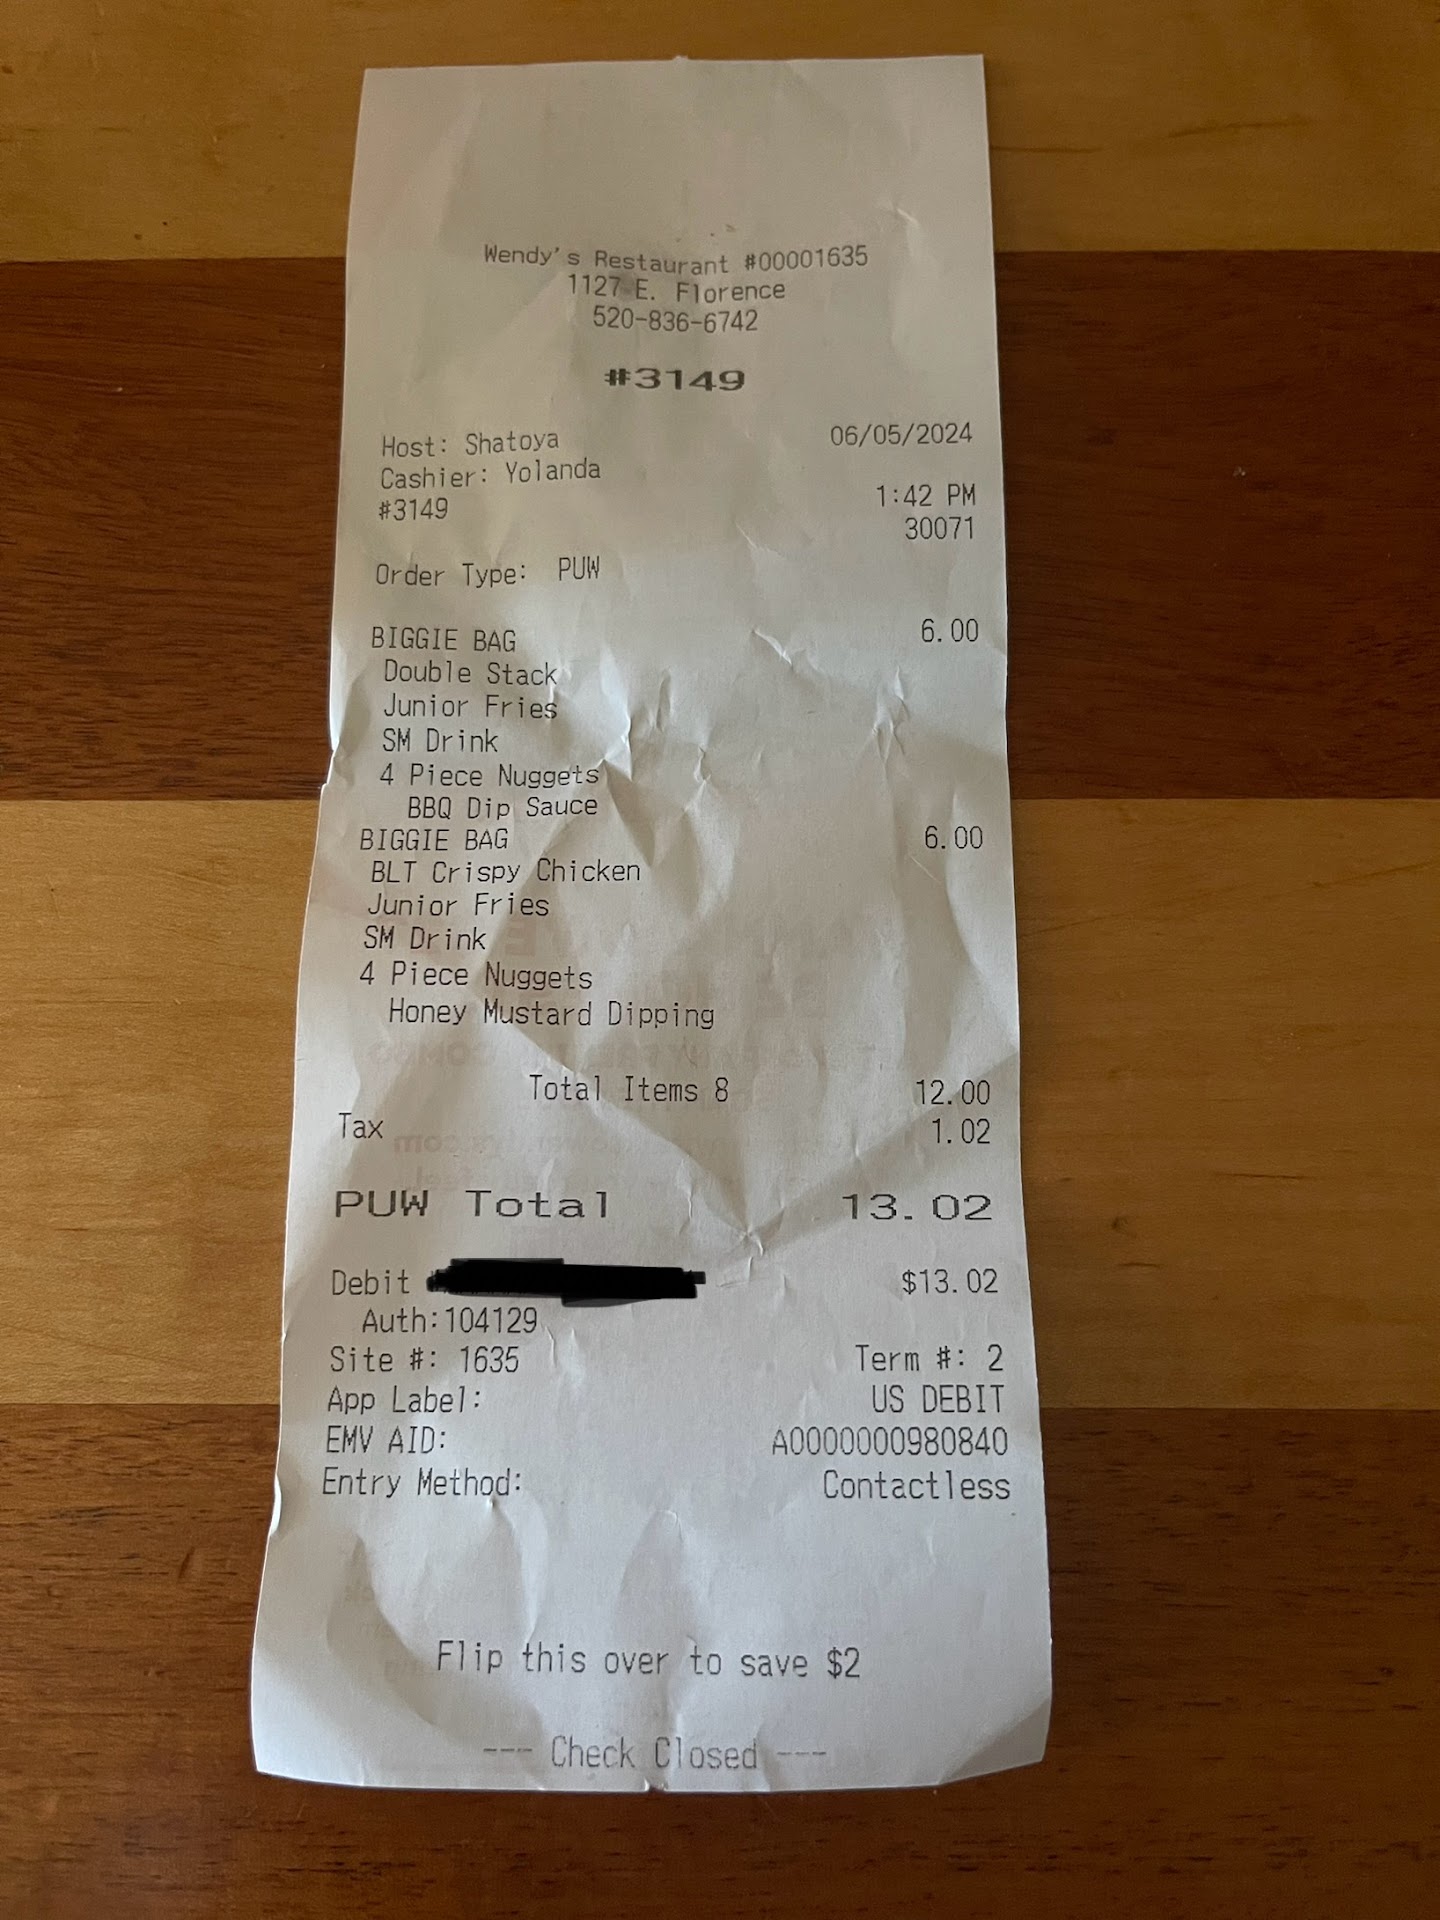 Wendy's Restaurant #00001635
1127 E. Florence
520-836-6742
#3149
Host: Shatoya 06/05/2024
Cashier: Yolanda
1:42 PM
#3149 30071
Order Type: PUW
BIGGIE BAG 6.00
Double Stack
Junior Fries
SM Drink
4 Piece Nuggets
BBQ Dip Sauce
BIGGIE BAG 6.00
BLT Crispy Chicken
Junior Fries
SM Drink
4 Piece Nuggets
Honey Mustard Dipping
Total Items 8 12.00
Tax 1.02
PUW Total 13.02
Debit $13.02
Auth:104129
Site #: 1635 Term #: 2
App Label: US DEBIT
EMV AID: A0000000980840
Entry Method: Contactless
Flip this over to save $2
--- Check Closed ---